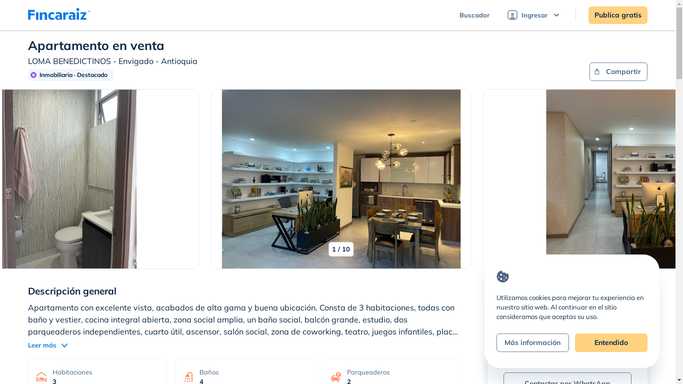 Fincaraiz
Buscador
Ingresar
Publica gratis
Apartamento en venta
LOMA BENEDICTINOS - Envigado - Antioquia
Inmobiliaria - Destacado
Compartir
1 / 10
Descripción general
Apartamento con excelente vista, acabados de alta gama y buena ubicación. Consta de 3 habitaciones, todas con
baño y vestier, cocina integral abierta, zona social amplia, un baño social, balcón grande, estudio, dos
parqueaderos independientes, cuarto útil, ascensor, salón social, zona de coworking, teatro, juegos infantiles, plac...
Leer más
Habitaciones
3
Baños
4
Parqueaderos
2
Utilizamos cookies para mejorar tu experiencia en
nuestro sitio web. Al continuar en el sitio
consideramos que aceptas su uso.
Más información
Entendido
Contactar por WhatsApp